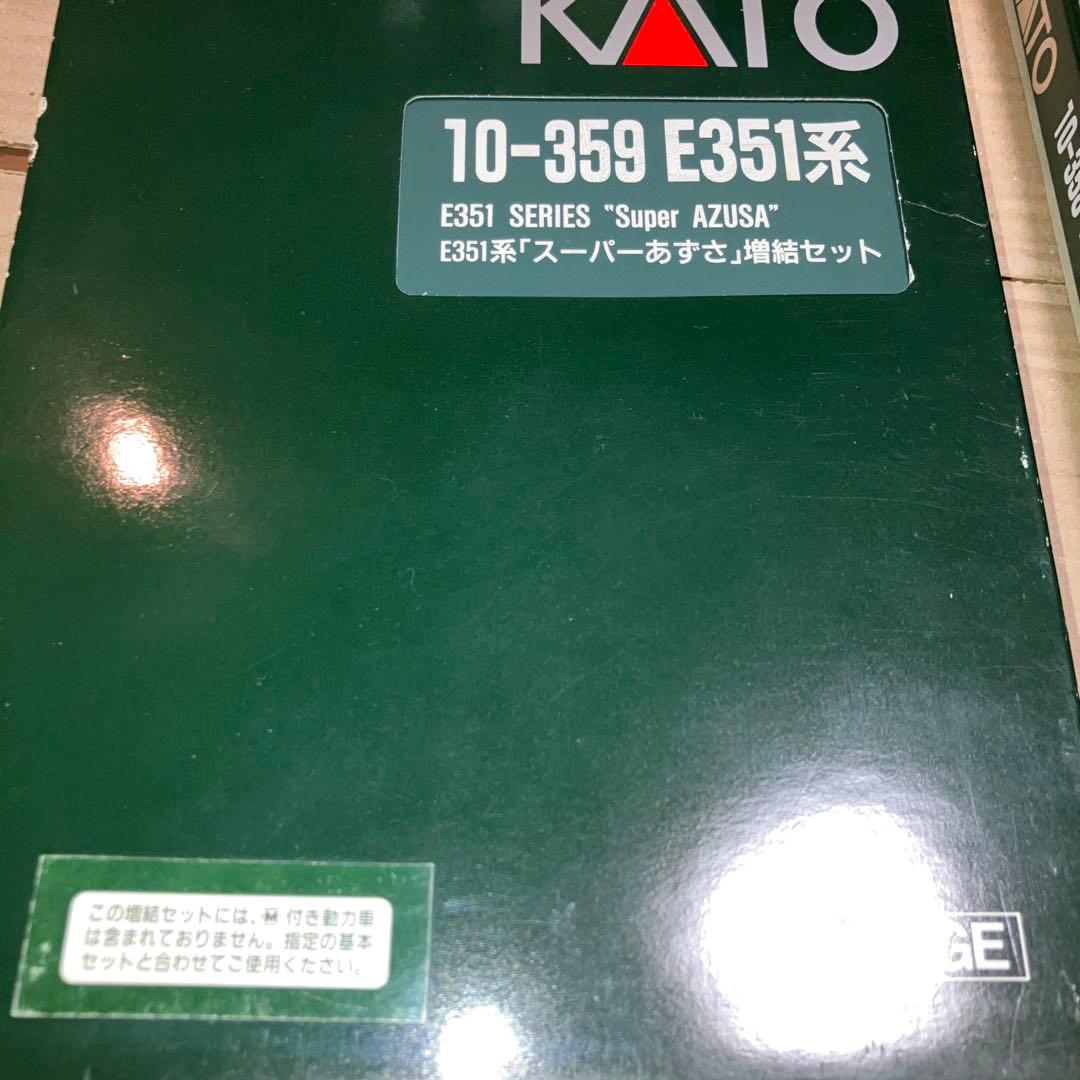 KATO
10-359 E351系
E351 SERIES "Super AZUSA"
E351系「スーパーあずさ」増結セット
この増結セットには、M付き動力車
は含まれておりません。指定の基本
セットと合わせてご使用ください。
GE
KATO